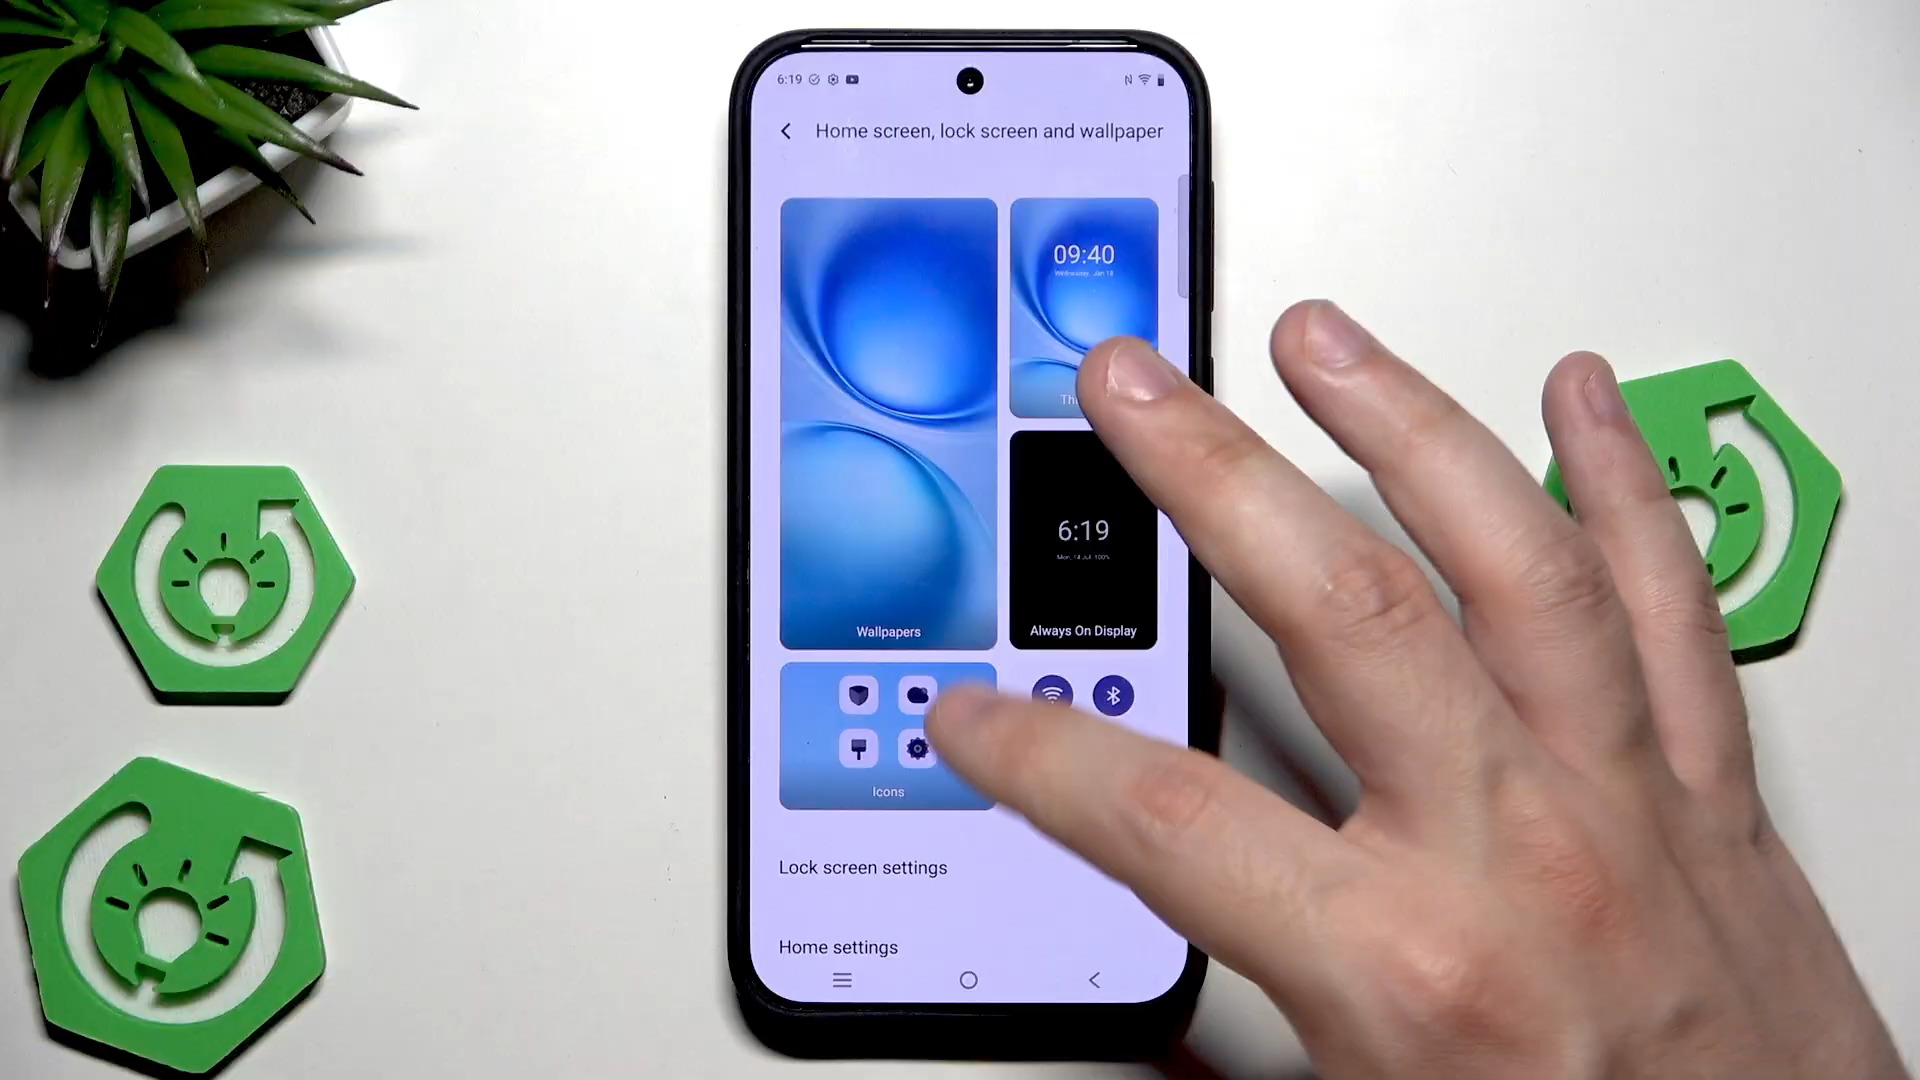 6:19
Home screen, lock screen and wallpaper
09:40
Wednesday, Jan 18
Th
6:19
Mon, 14 Jul 100%
Wallpapers
Always On Display
Icons
Lock screen settings
Home settings